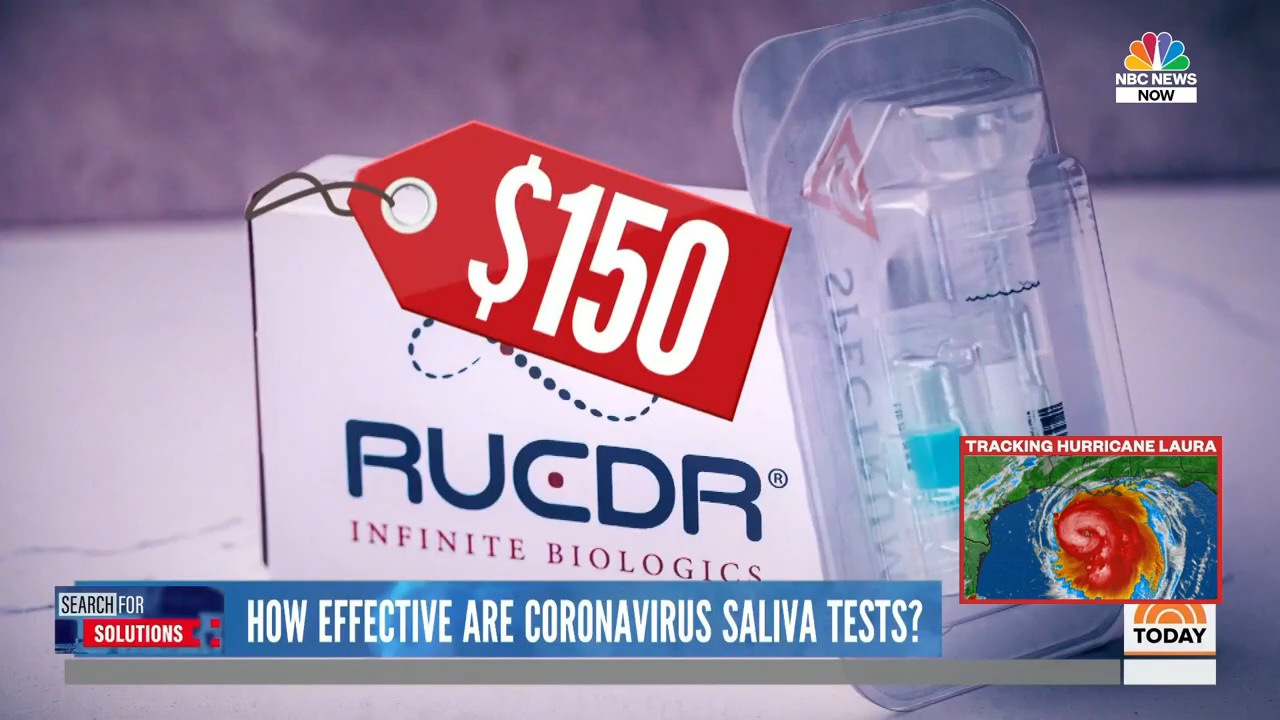 NBC NEWS
NOW
$150
RUCDR®
INFINITE BIOLOGICS
TRACKING HURRICANE LAURA
SEARCH FOR
SOLUTIONS
HOW EFFECTIVE ARE CORONAVIRUS SALIVA TESTS?
TODAY